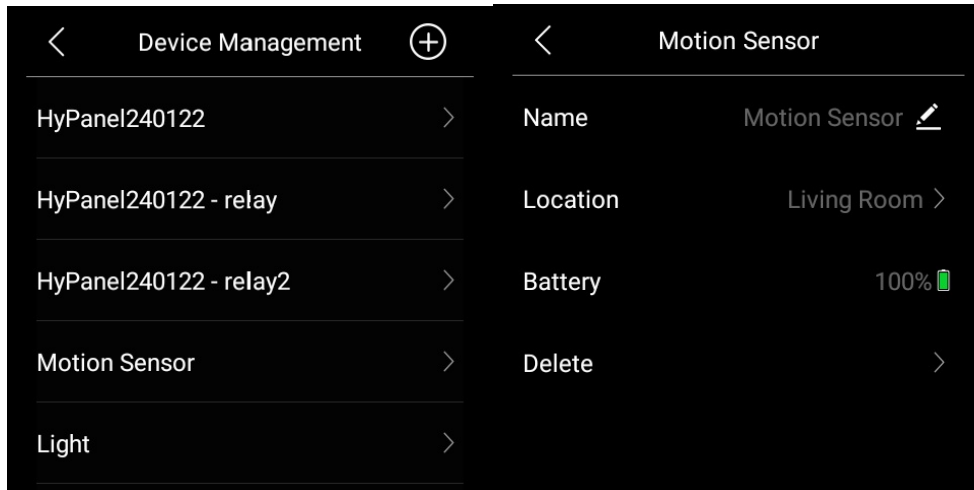 Device Management
HyPanel240122
HyPanel240122 - relay
HyPanel240122 - relay2
Motion Sensor
Light
Motion Sensor
Name Motion Sensor
Location Living Room
Battery 100%
Delete